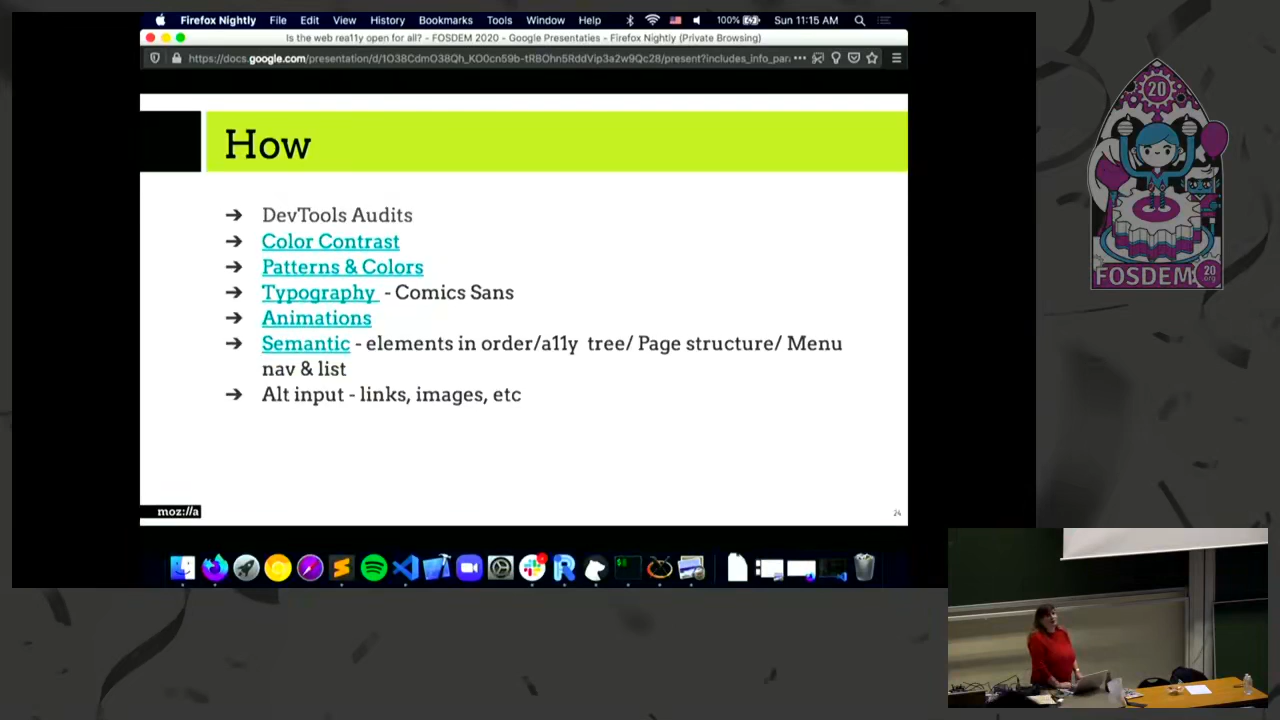 Firefox Nightly File Edit View History Bookmarks Tools Window Help 100% Sun 11:15 AM
Is the web rea11y open for all? - FOSDEM 2020 - Google Presentaties - Firefox Nightly (Private Browsing)
How
➔ DevTools Audits
➔ Color Contrast
➔ Patterns & Colors
➔ Typography - Comics Sans
➔ Animations
➔ Semantic - elements in order/a11y tree/ Page structure/ Menu
nav & list
➔ Alt input - links, images, etc
moz://a
24
20
FOSDEM
20
.org